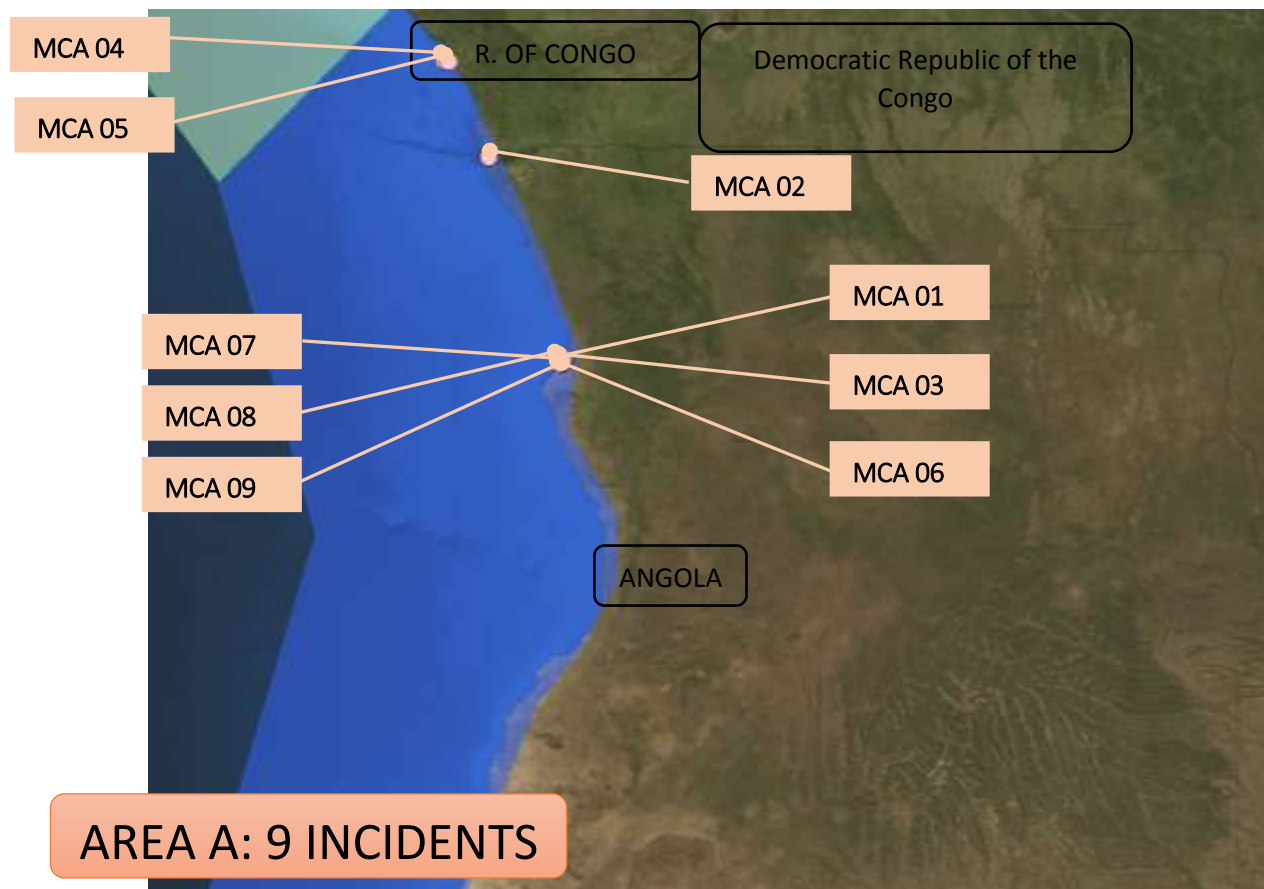 MCA 04
R. OF CONGO
Democratic Republic of the
Congo
MCA 05
MCA 02
MCA 01
MCA 07
MCA 03
MCA 08
MCA 06
MCA 09
ANGOLA
AREA A: 9 INCIDENTS